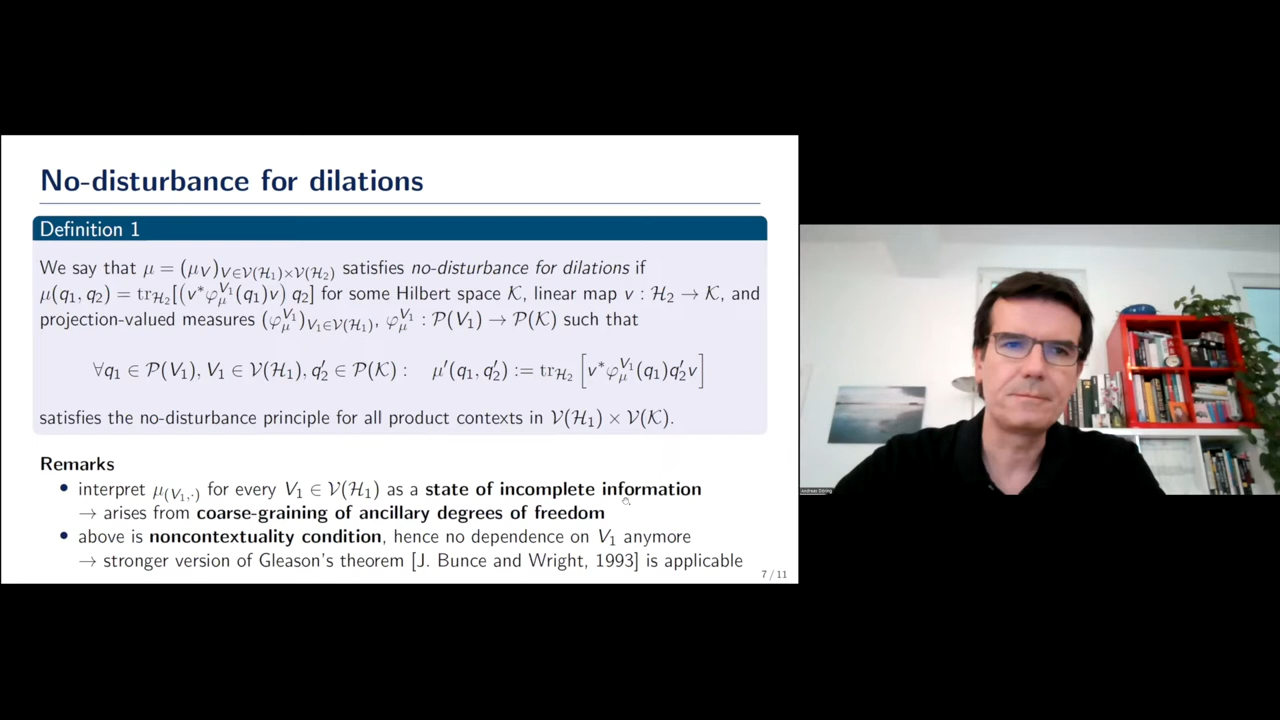 No-disturbance for dilations
Definition 1
We say that μ = (μ_V)_{V∈𝒱(ℋ₁)×𝒱(ℋ₂)} satisfies no-disturbance for dilations if
μ(q₁, q₂) = tr_{ℋ₂}[(v*φ_μ^{V₁}(q₁)v) q₂] for some Hilbert space 𝒦, linear map v : ℋ₂ → 𝒦, and
projection-valued measures (φ_μ^{V₁})_{V₁∈𝒱(ℋ₁)}, φ_μ^{V₁} : 𝒫(V₁) → 𝒫(𝒦) such that
∀q₁ ∈ 𝒫(V₁), V₁ ∈ 𝒱(ℋ₁), q₂′ ∈ 𝒫(𝒦) : μ′(q₁, q₂′) := tr_{ℋ₂} [v*φ_μ^{V₁}(q₁)q₂′v]
satisfies the no-disturbance principle for all product contexts in 𝒱(ℋ₁) × 𝒱(𝒦).
Remarks
• interpret μ_{(V₁,·)} for every V₁ ∈ 𝒱(ℋ₁) as a state of incomplete information
→ arises from coarse-graining of ancillary degrees of freedom
• above is noncontextuality condition, hence no dependence on V₁ anymore
→ stronger version of Gleason's theorem [J. Bunce and Wright, 1993] is applicable
7 / 11
Andreas Döring